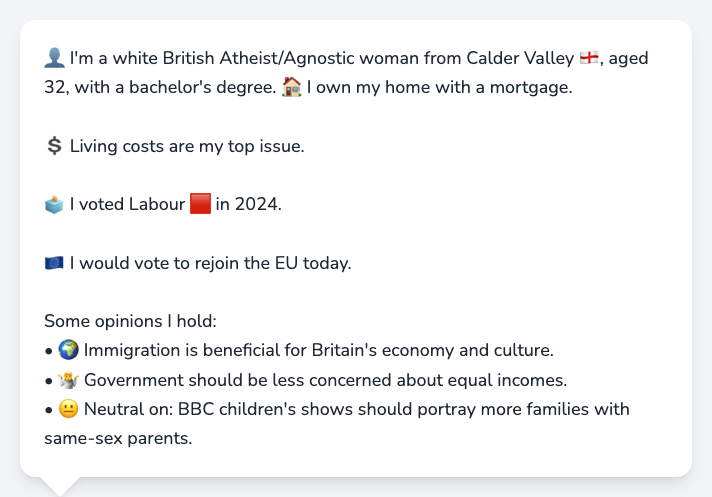 👤 I'm a white British Atheist/Agnostic woman from Calder Valley 🏴󠁧󠁢󠁥󠁮󠁧󠁿, aged
32, with a bachelor's degree. 🏠 I own my home with a mortgage.
💲 Living costs are my top issue.
🗳️ I voted Labour 🟥 in 2024.
🇪🇺 I would vote to rejoin the EU today.
Some opinions I hold:
• 🌍 Immigration is beneficial for Britain's economy and culture.
• 🤷 Government should be less concerned about equal incomes.
• 😐 Neutral on: BBC children's shows should portray more families with
same-sex parents.